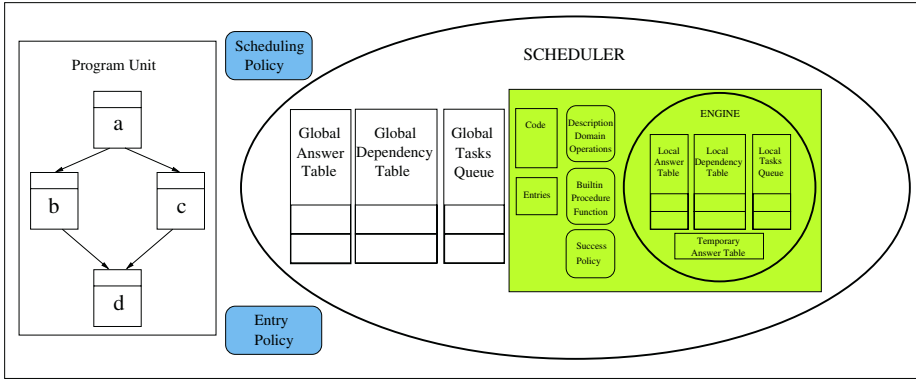 Program Unit
a
b
c
d
Scheduling
Policy
Entry
Policy
SCHEDULER
Global
Answer
Table
Global
Dependency
Table
Global
Tasks
Queue
Code
Entries
Description
Domain
Operations
Builtin
Procedure
Function
Success
Policy
ENGINE
Local
Answer
Table
Local
Dependency
Table
Local
Tasks
Queue
Temporary
Answer Table